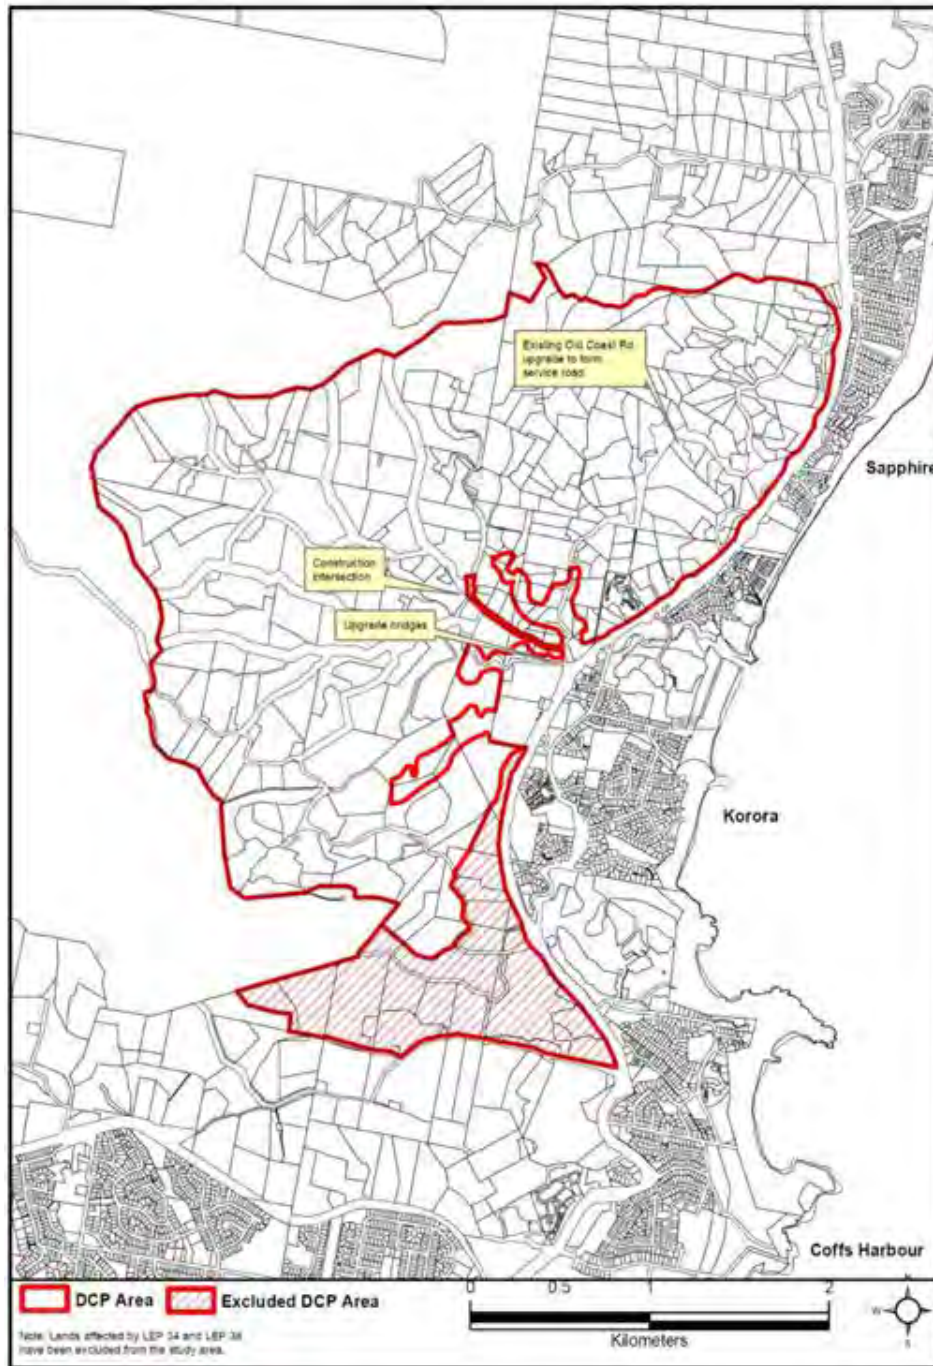 Existing Old Coast Rd
upgrade to form
service road
Sapphire
Construction
intersection
Upgrade bridges
Korora
Coffs Harbour
DCP Area
Excluded DCP Area
0 0.5 1 2
Kilometers
Note: Lands affected by LEP 34 and LEP
have been excluded from the study area.
W